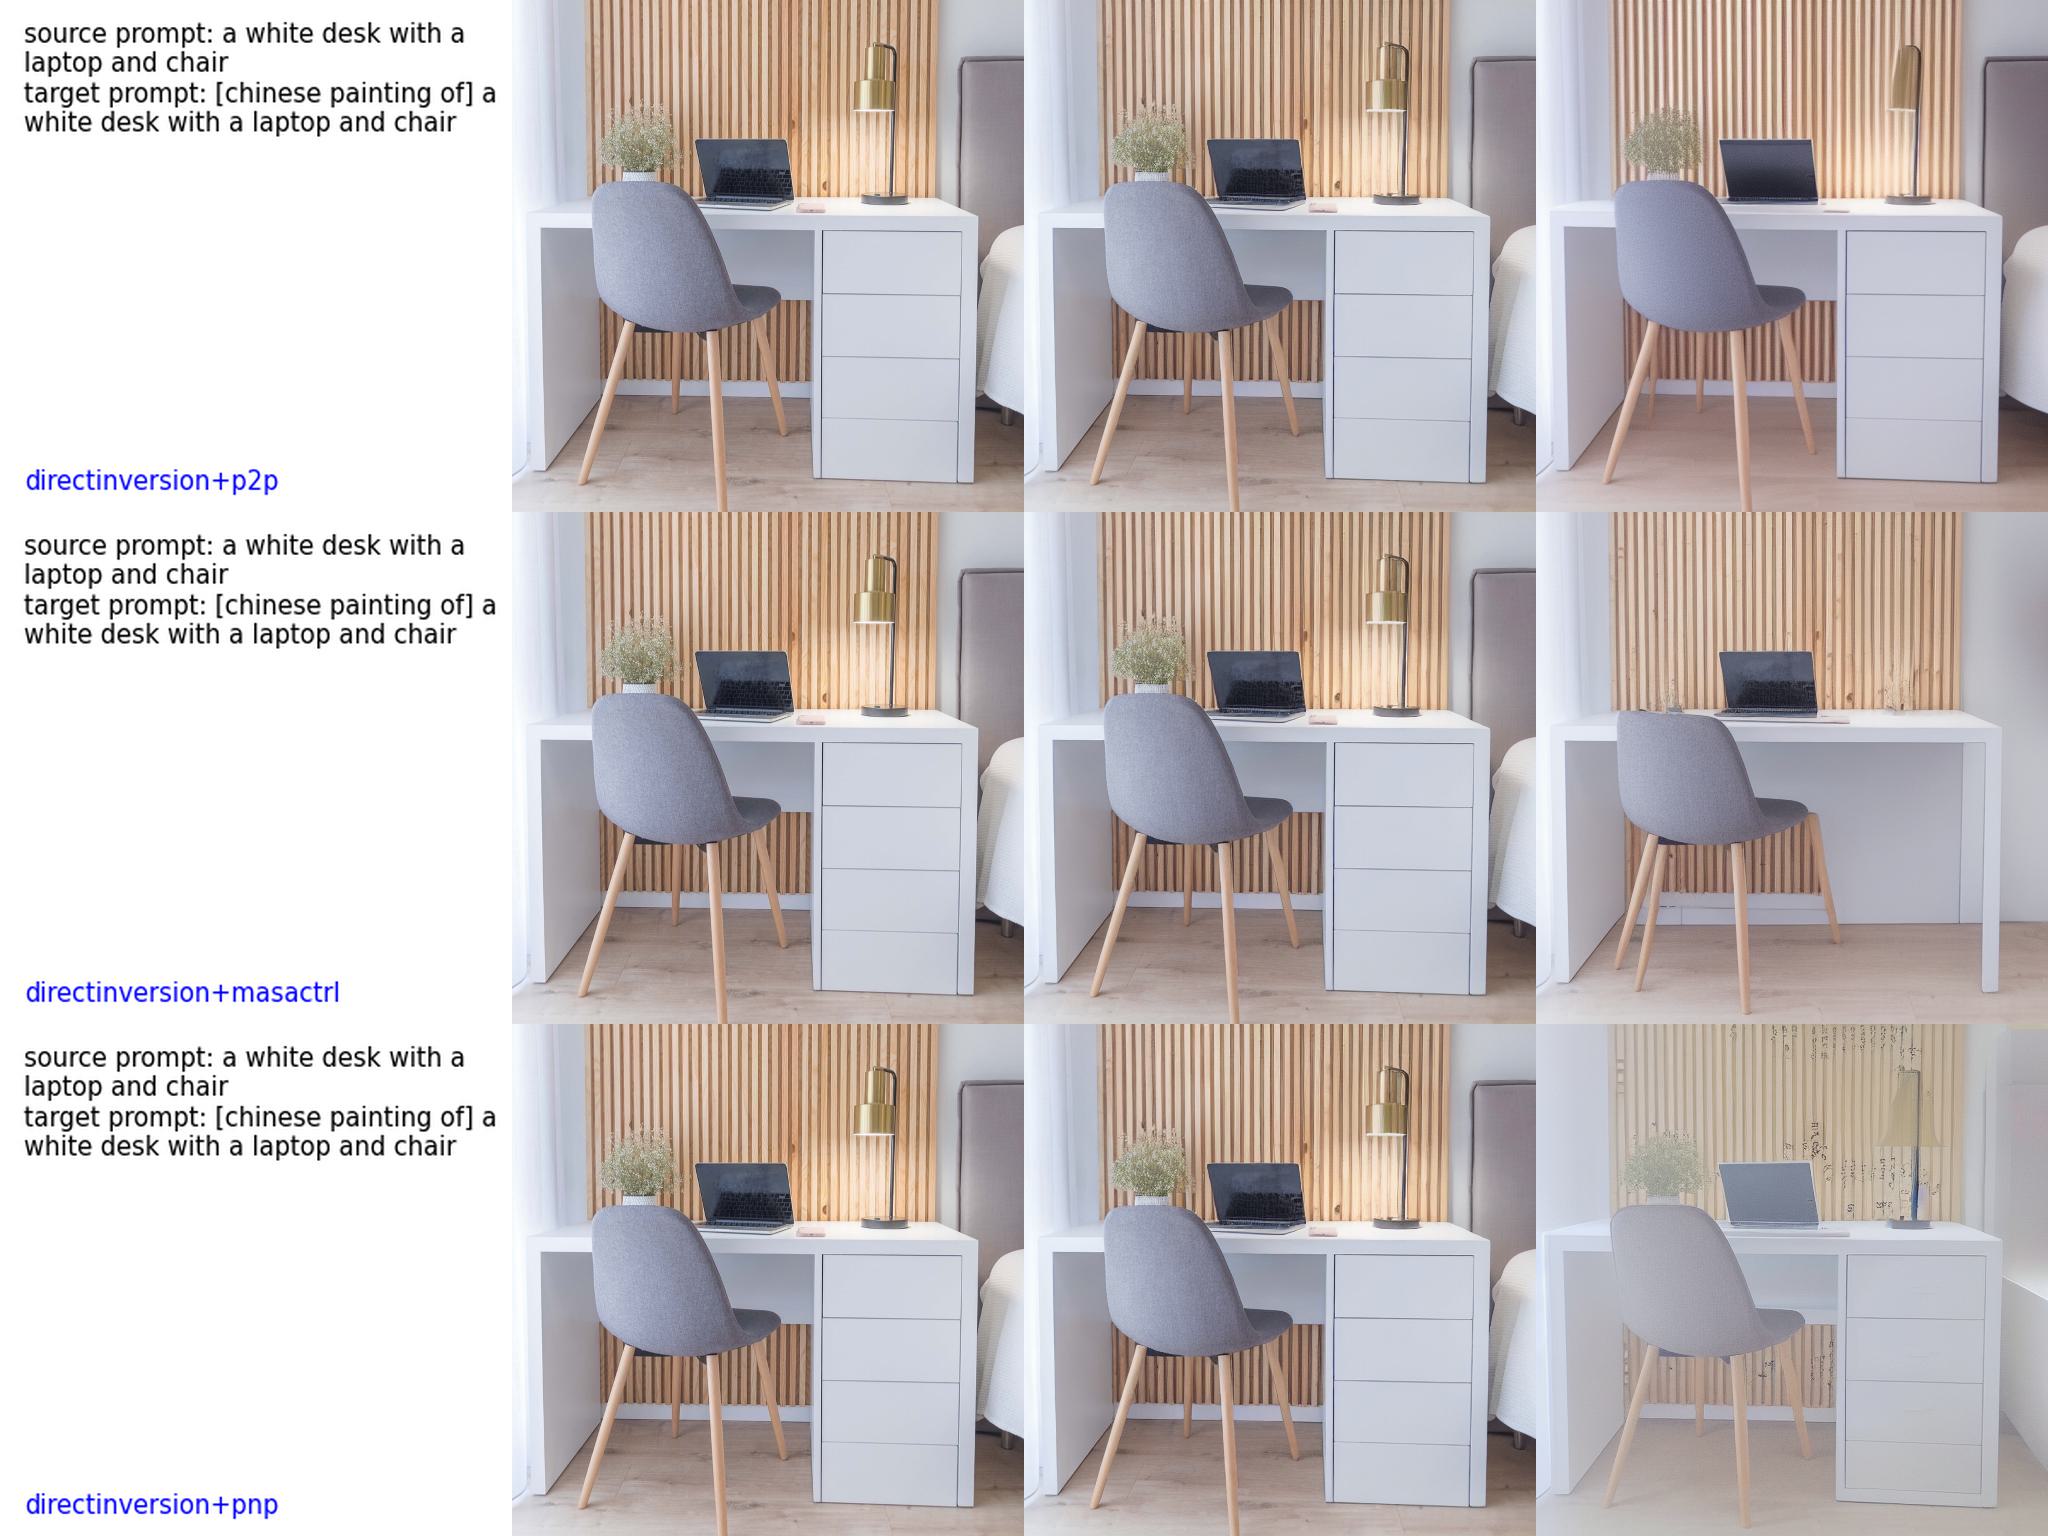 source prompt: a white desk with a
laptop and chair
target prompt: [chinese painting of] a
white desk with a laptop and chair
directinversion+p2p
source prompt: a white desk with a
laptop and chair
target prompt: [chinese painting of] a
white desk with a laptop and chair
directinversion+masactrl
source prompt: a white desk with a
laptop and chair
target prompt: [chinese painting of] a
white desk with a laptop and chair
directinversion+pnp